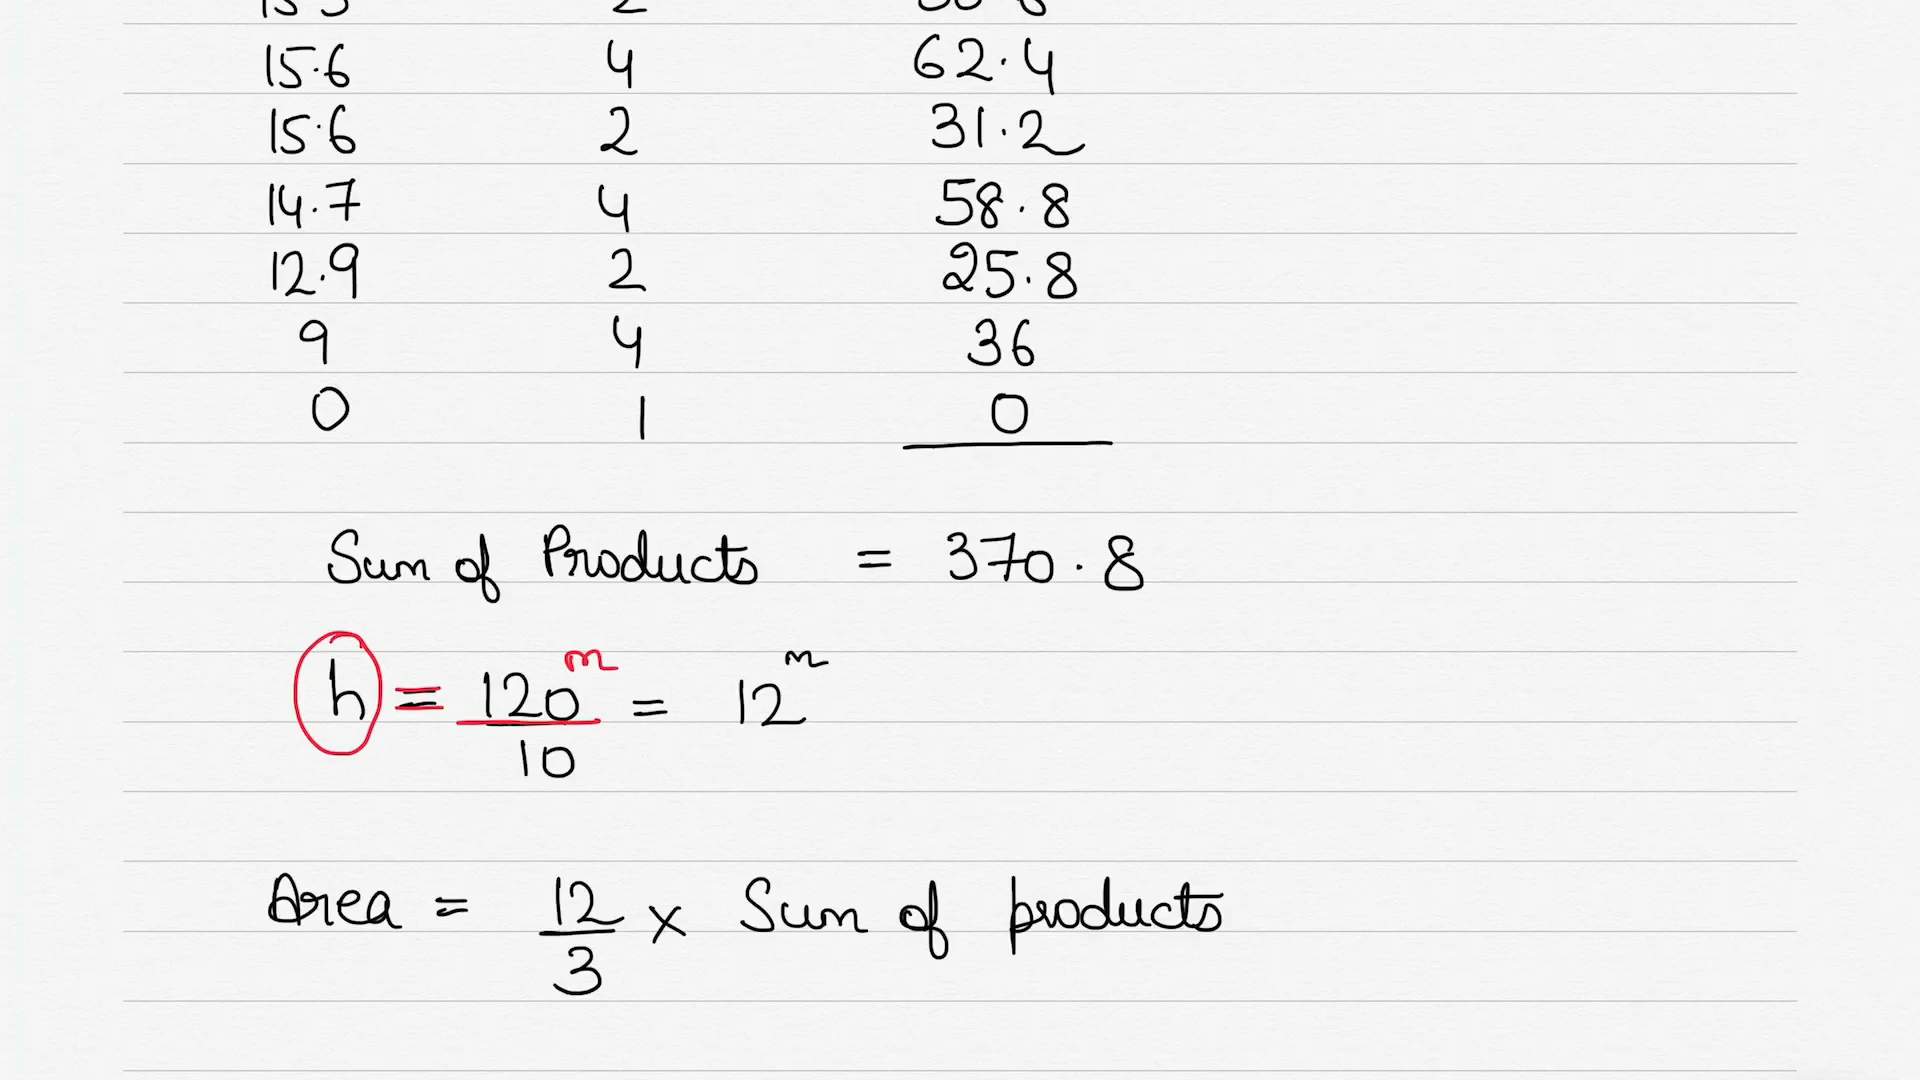 15.6 4 62.4
15.6 2 31.2
14.7 4 58.8
12.9 2 25.8
9 4 36
0 1 0
Sum of Products = 370.8
h = 120 m / 10 = 12 m
Area = 12/3 x Sum of products